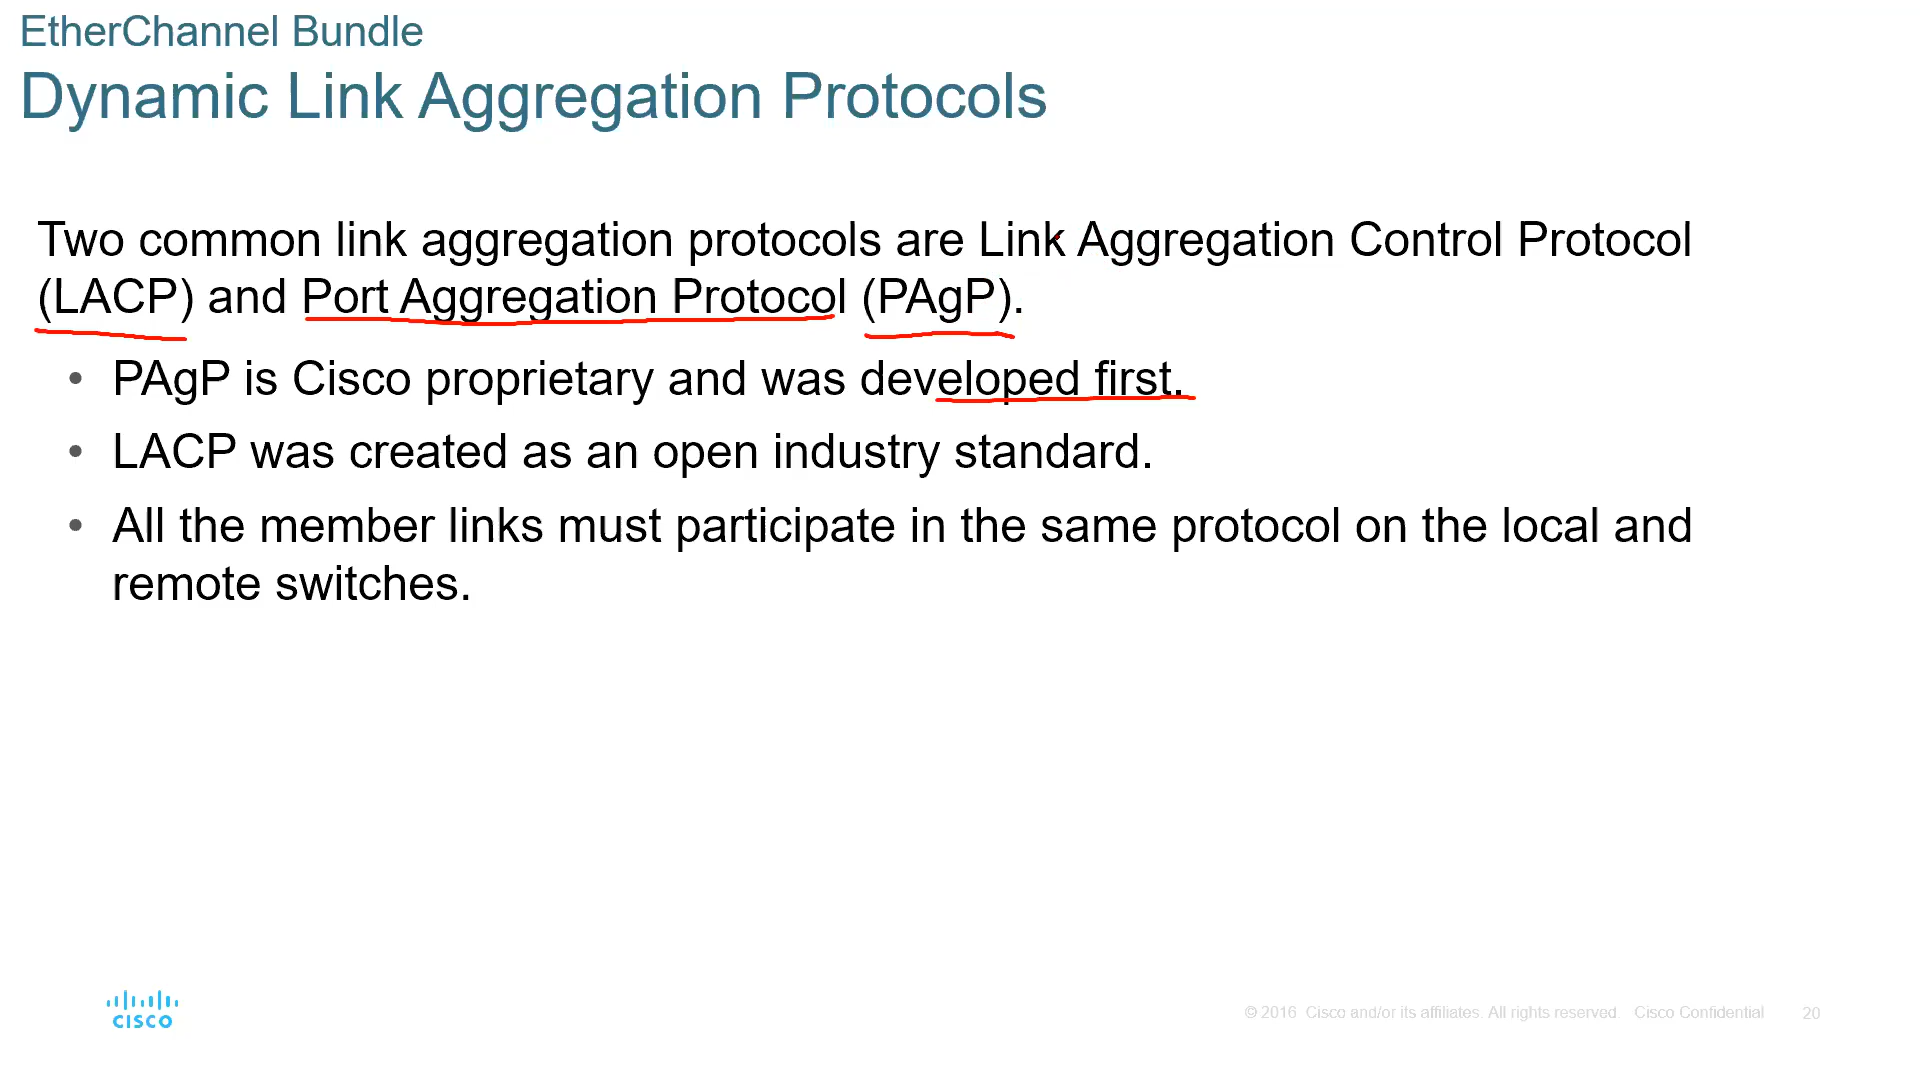 EtherChannel Bundle
Dynamic Link Aggregation Protocols
Two common link aggregation protocols are Link Aggregation Control Protocol
(LACP) and Port Aggregation Protocol (PAgP).
• PAgP is Cisco proprietary and was developed first.
• LACP was created as an open industry standard.
• All the member links must participate in the same protocol on the local and
remote switches.
CISCO
© 2016 Cisco and/or its affiliates. All rights reserved. Cisco Confidential 20